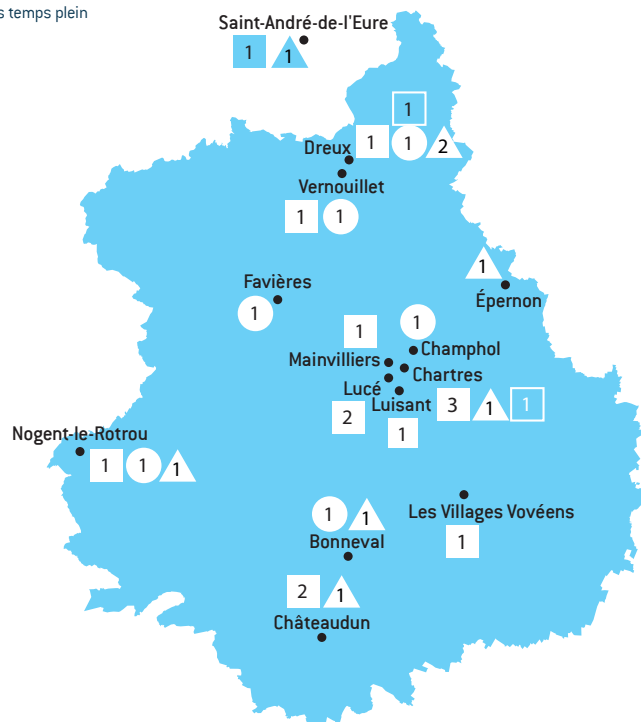 s temps plein
Saint-André-de-l'Eure
1 1
1
1 1 2
Dreux
Vernouillet
1 1
1
Épernon
Favières
1
1
1
Champhol
Mainvilliers
Chartres
Lucé
Luisant
3 1 1
2
1
Nogent-le-Rotrou
1 1 1
Les Villages Vovéens
1
1 1
Bonneval
2 1
Châteaudun